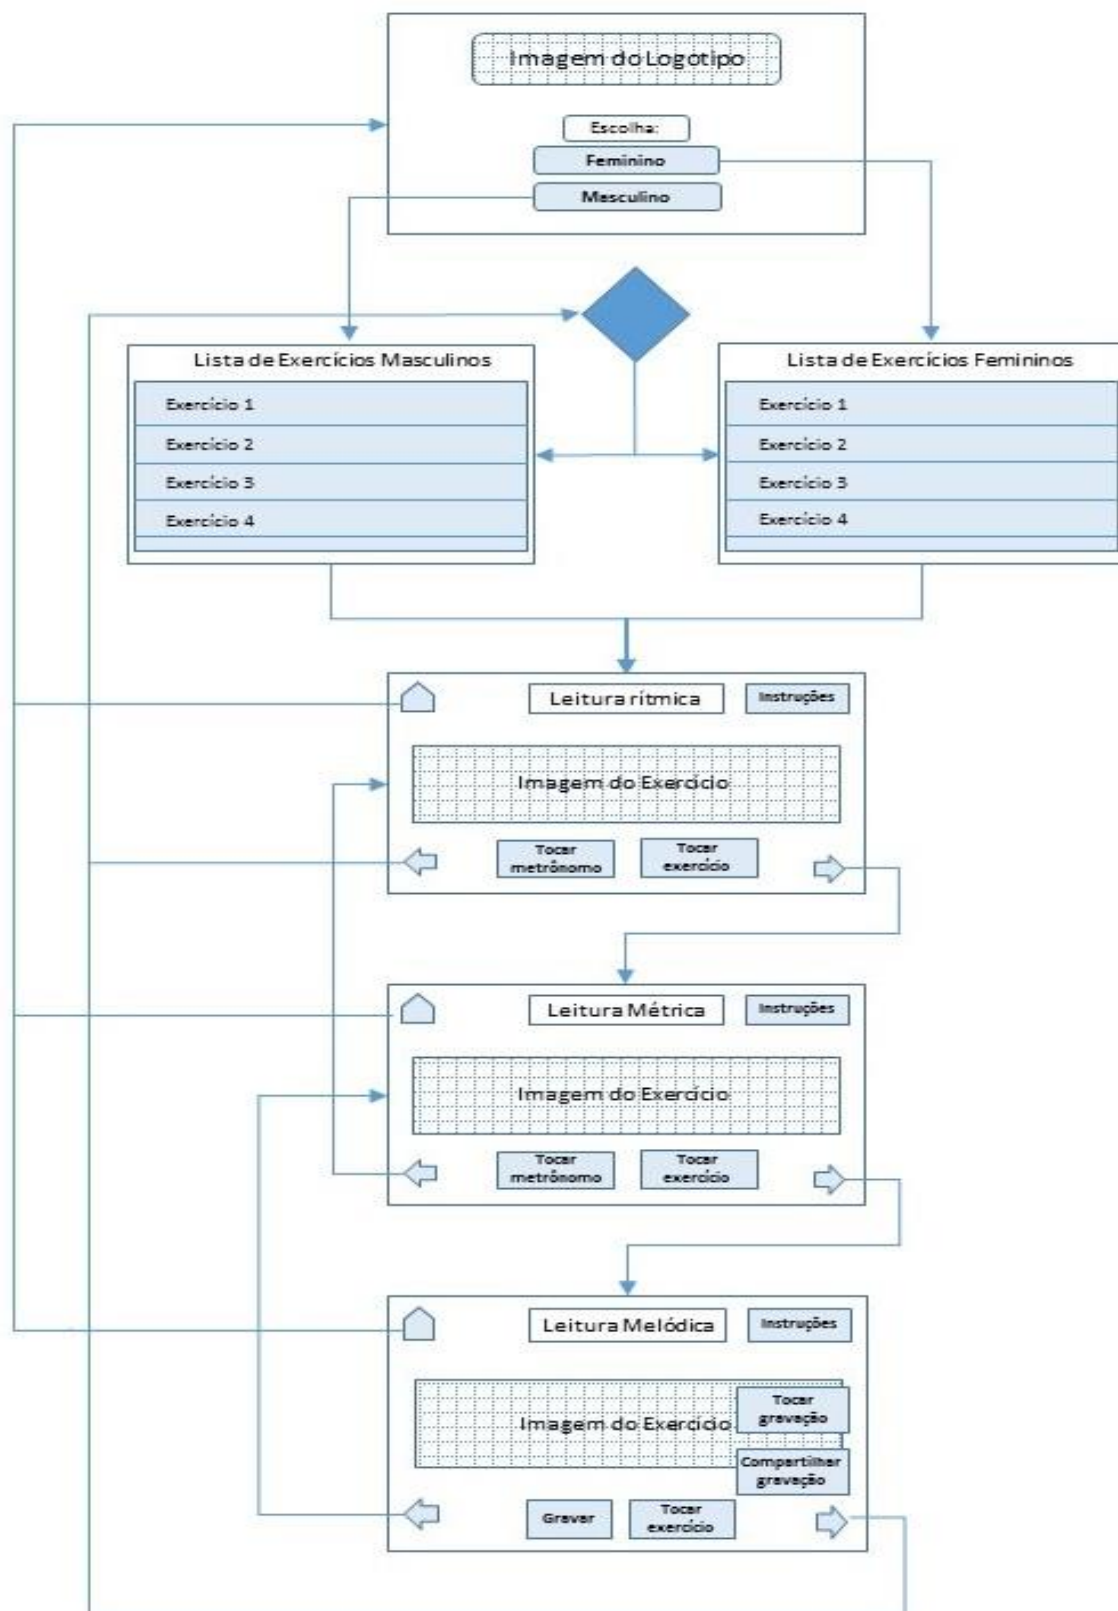 Imagem do Logotipo
Escolha:
Feminino
Masculino
Lista de Exercícios Masculinos
Exercício 1
Exercício 2
Exercício 3
Exercício 4
Lista de Exercícios Femininos
Exercício 1
Exercício 2
Exercício 3
Exercício 4
Leitura rítmica
Instruções
Imagem do Exercício
Tocar
metrônomo
Tocar
exercício
Leitura Métrica
Instruções
Imagem do Exercício
Tocar
metrônomo
Tocar
exercício
Leitura Melódica
Instruções
Imagem do Exercício
Tocar
gravação
Compartilhar
gravação
Gravar
Tocar
exercício